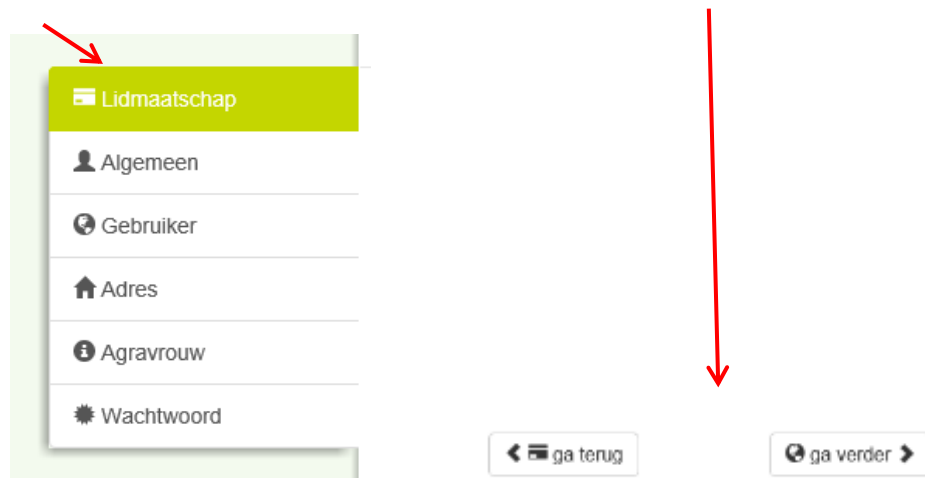 Lidmaatschap
Algemeen
Gebruiker
Adres
Agravrouw
Wachtwoord
ga terug
ga verder